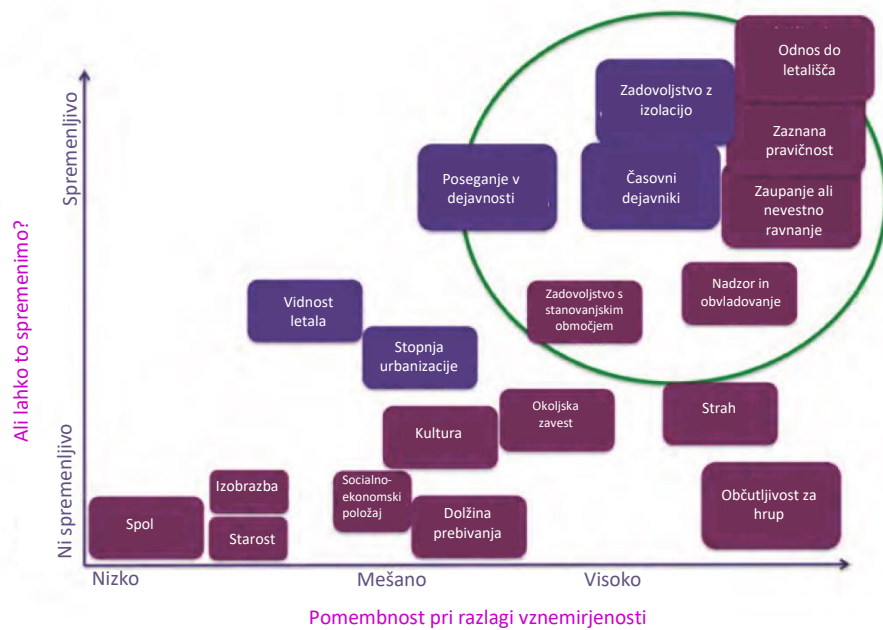 Odnos do
letališča
Zadovoljstvo z
izolacijo
Zaznana
pravičnost
Poseganje v
dejavnosti
Časovni
dejavniki
Zaupanje ali
nevestno
ravnanje
Spremenljivo
Ali lahko to spremenimo?
Ni spremenljivo
Vidnost
letala
Zadovoljstvo s
stanovanjskim
območjem
Nadzor in
obvladovanje
Stopnja
urbanizacije
Kultura
Okoljska
zavest
Strah
Spol
Izobrazba
Starost
Socialno-
ekonomski
položaj
Dolžina
prebivanja
Občutljivost za
hrup
Nizko
Mešano
Visoko
Pomembnost pri razlagi vznemirjenosti